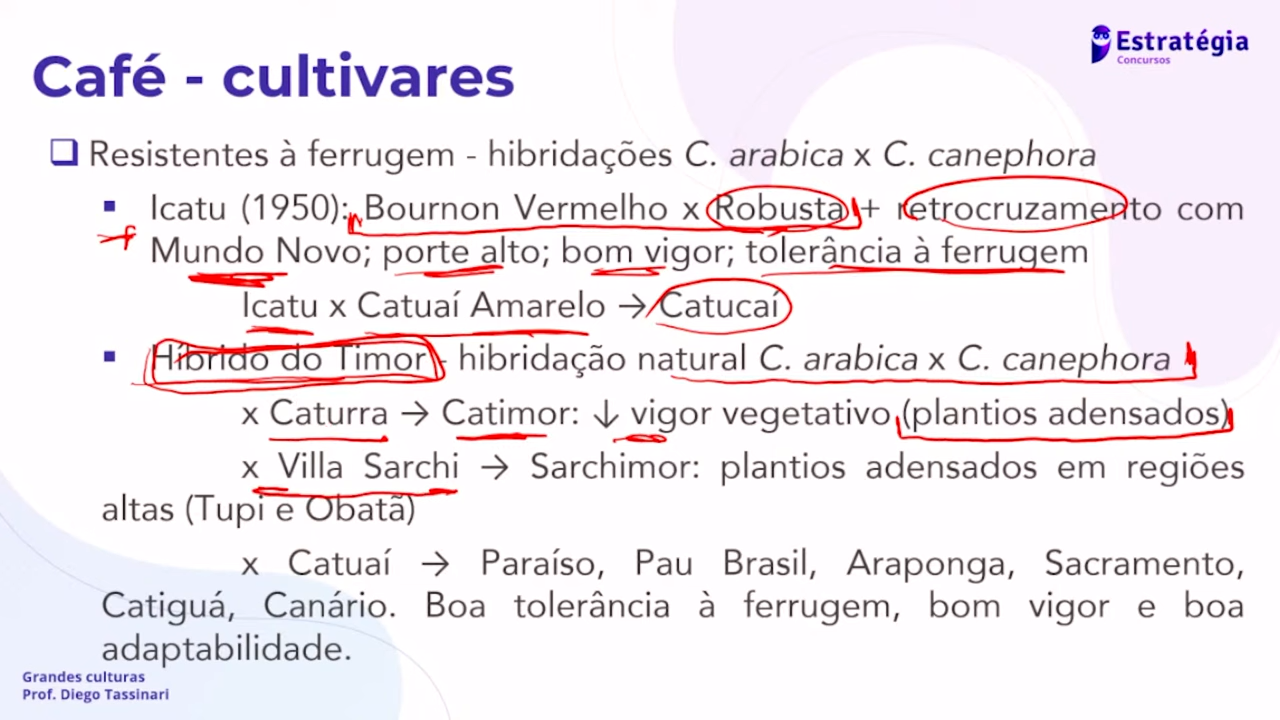 Estratégia
Concursos
Café - cultivares
Resistentes à ferrugem - hibridações C. arabica x C. canephora
Icatu (1950): Bournon Vermelho x Robusta + retrocruzamento com
Mundo Novo; porte alto; bom vigor; tolerância à ferrugem
Icatu x Catuaí Amarelo → Catucaí
Híbrido do Timor - hibridação natural C. arabica x C. canephora
x Caturra → Catimor: ↓ vigor vegetativo (plantios adensados)
x Villa Sarchi → Sarchimor: plantios adensados em regiões
altas (Tupi e Obatã)
x Catuaí → Paraíso, Pau Brasil, Araponga, Sacramento,
Catiguá, Canário. Boa tolerância à ferrugem, bom vigor e boa
adaptabilidade.
Grandes culturas
Prof. Diego Tassinari